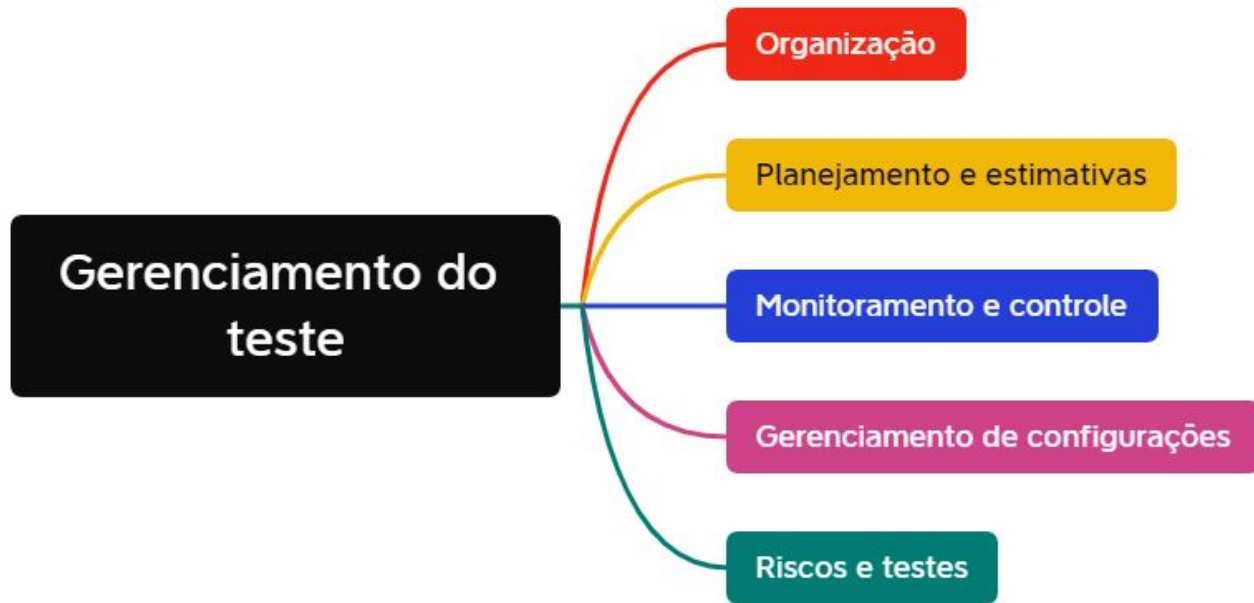 Gerenciamento do
teste
Organização
Planejamento e estimativas
Monitoramento e controle
Gerenciamento de configurações
Riscos e testes